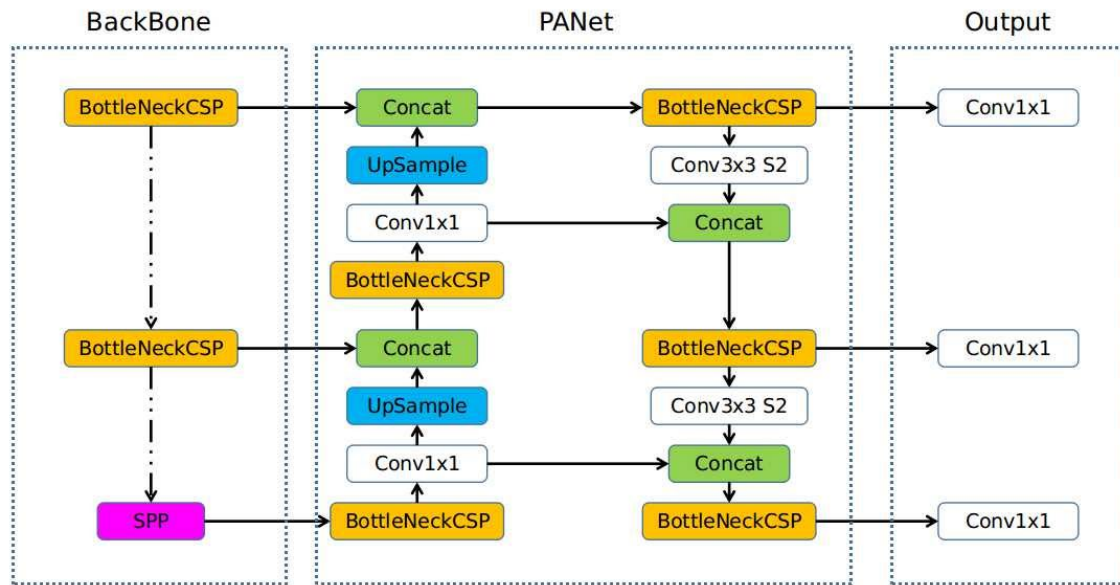 BackBone
PANet
Output
BottleNeckCSP
Concat
BottleNeckCSP
Conv1x1
UpSample
Conv3x3 S2
Conv1x1
Concat
BottleNeckCSP
BottleNeckCSP
Concat
BottleNeckCSP
Conv1x1
UpSample
Conv3x3 S2
Conv1x1
Concat
SPP
BottleNeckCSP
BottleNeckCSP
Conv1x1